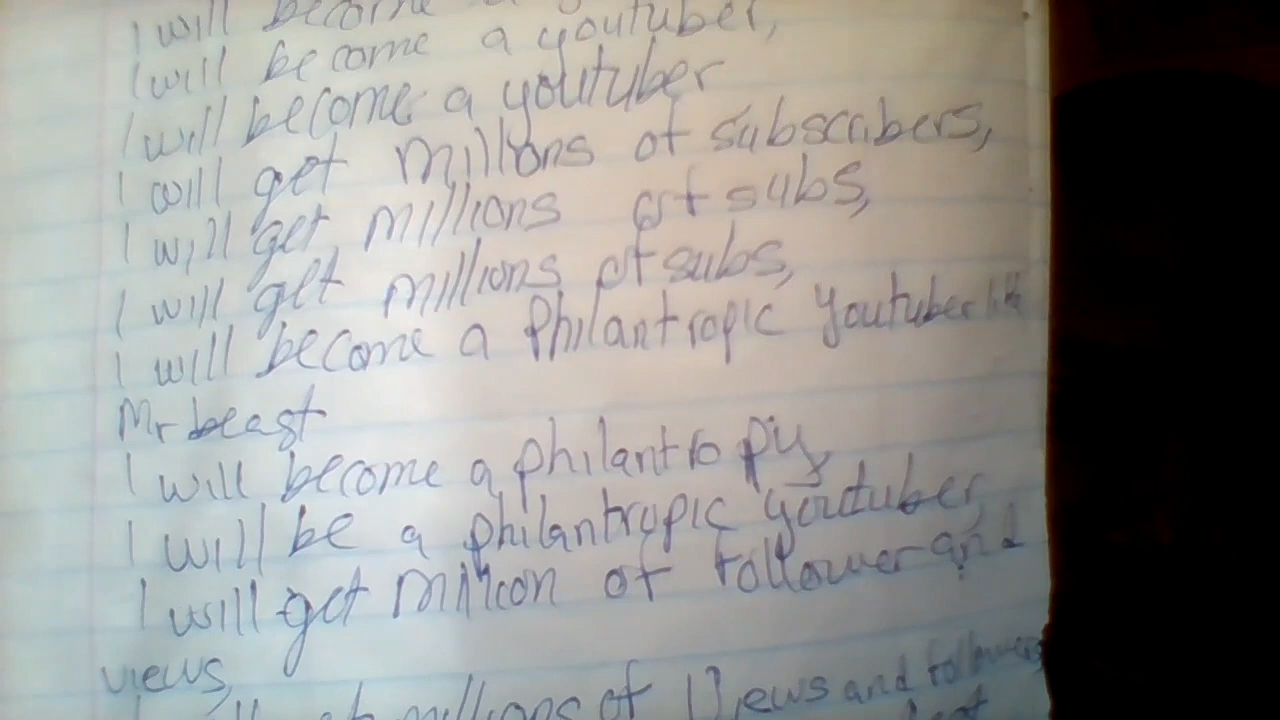 I will become a
I will become a youtuber,
I will become a youtuber
I will get millions of subscribers,
I will get millions of subs,
I will get millions of subs,
I will become a Philantropic Youtuber
Mr beast
I will become a philantropy,
I will be a philantropic youtuber,
I will get million of follower and
views,
millions of Views and followers